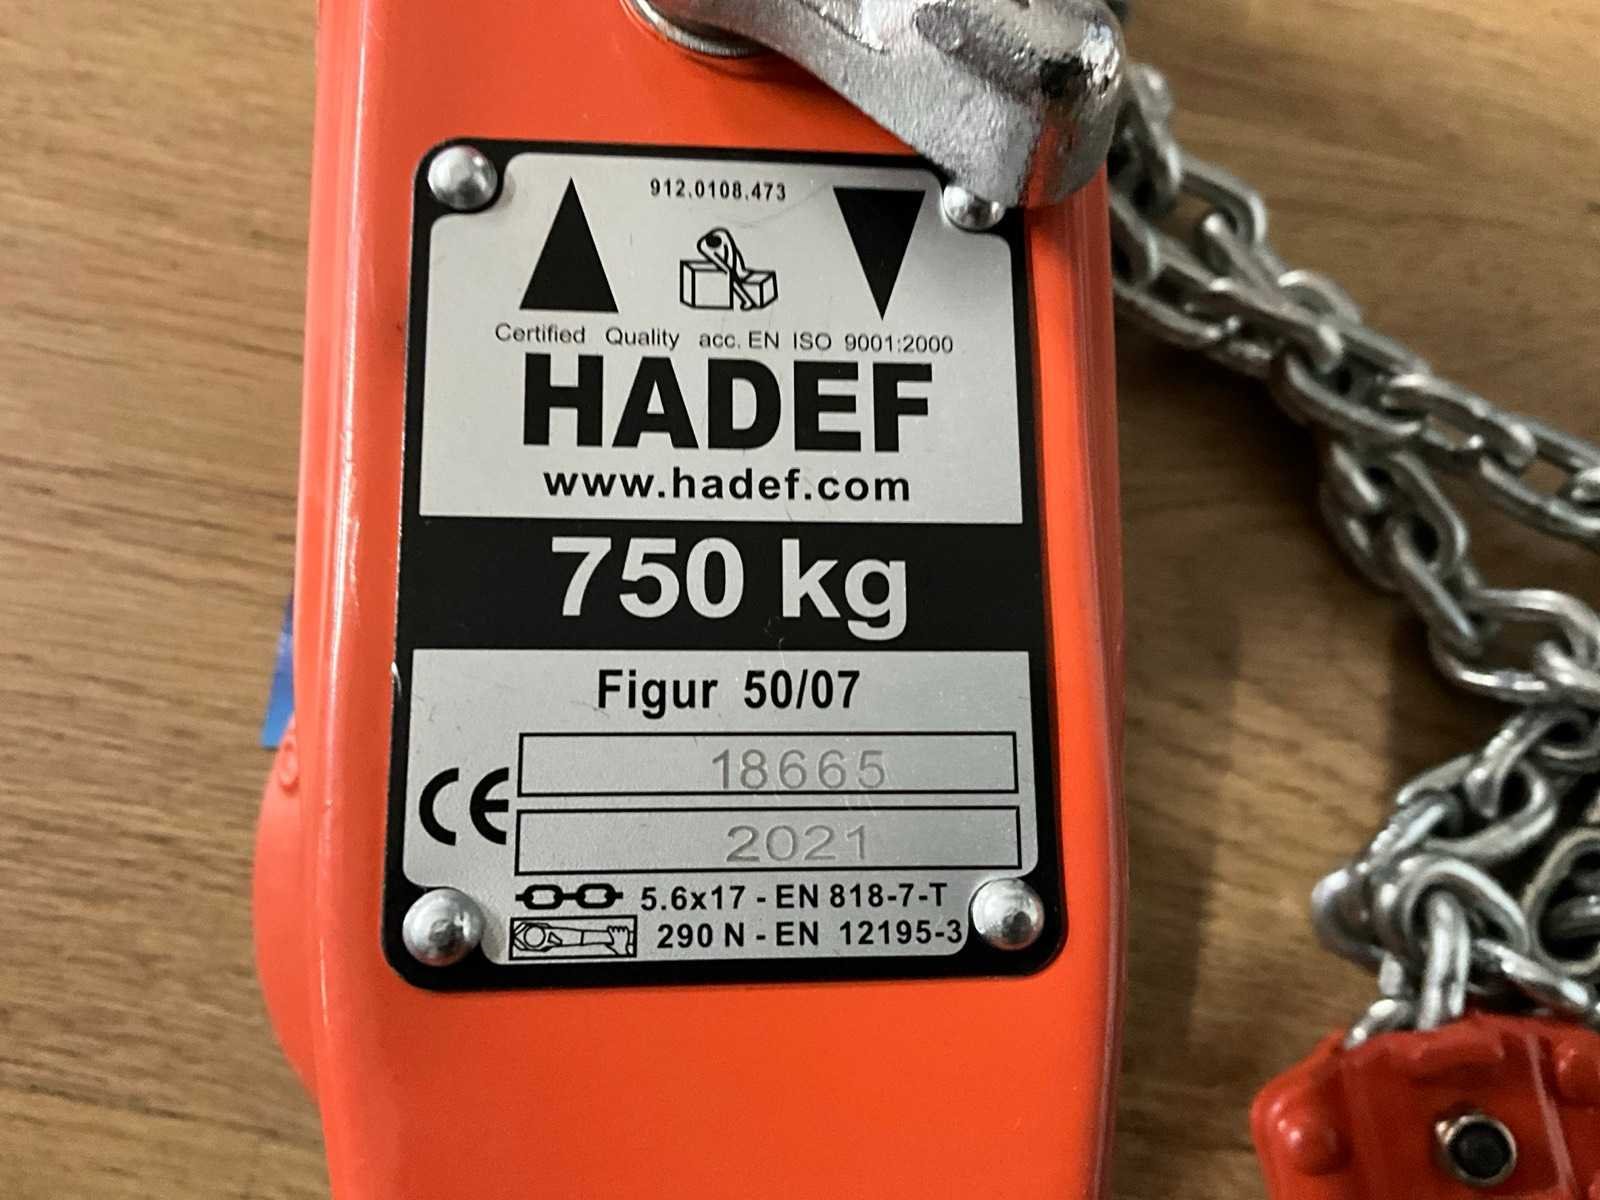 912.0108.473
Certified Quality acc. EN ISO 9001:2000
HADEF
www.hadef.com
750 kg
Figur 50/07
18665
CE
2021
5.6x17 - EN 818-7-T
290 N - EN 12195-3